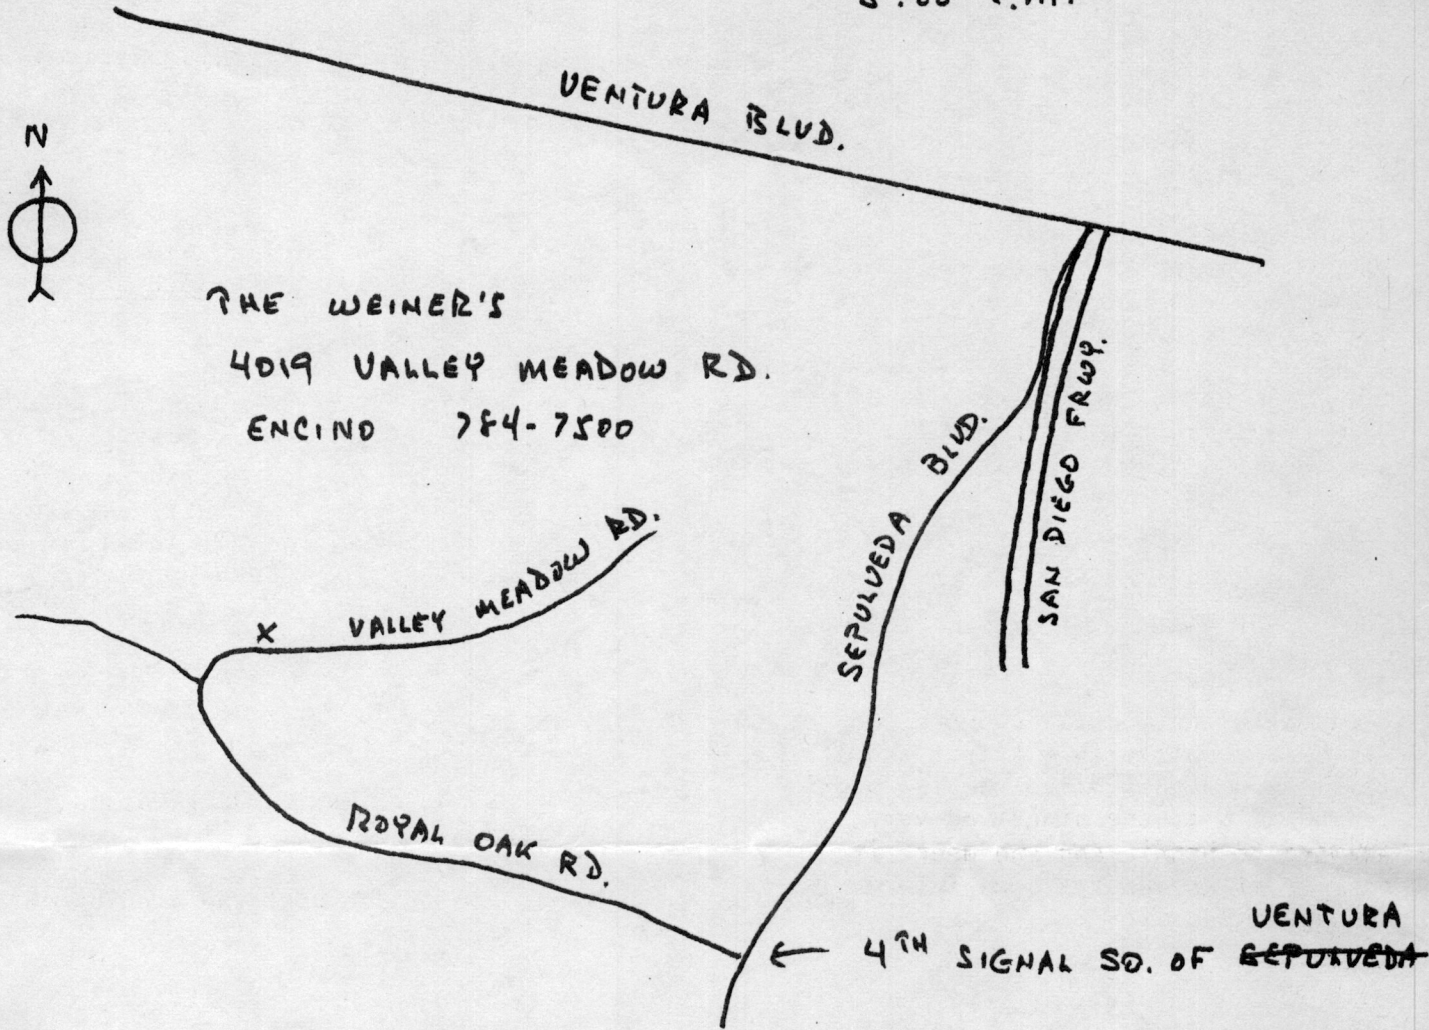 VENTURA BLVD.
N
THE WEINER'S
4019 VALLEY MEADOW RD.
ENCINO 784-7500
SAN DIEGO FRWY.
SEPULVEDA BLVD.
X VALLEY MEADOW RD.
ROYAL OAK RD.
VENTURA
← 4TH SIGNAL SO. OF SEPULVEDA